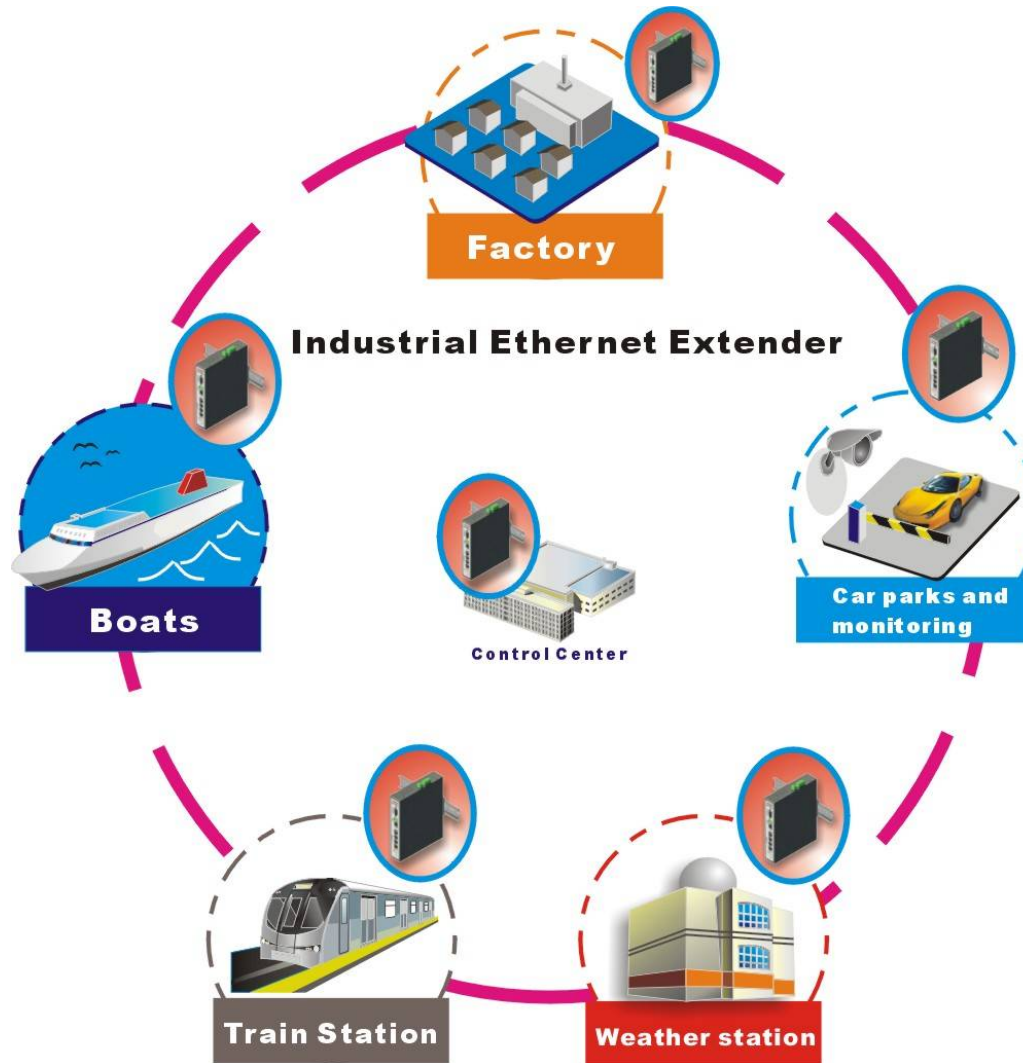 Factory
Industrial Ethernet Extender
Boats
Car parks and
monitoring
Control Center
Train Station
Weather station